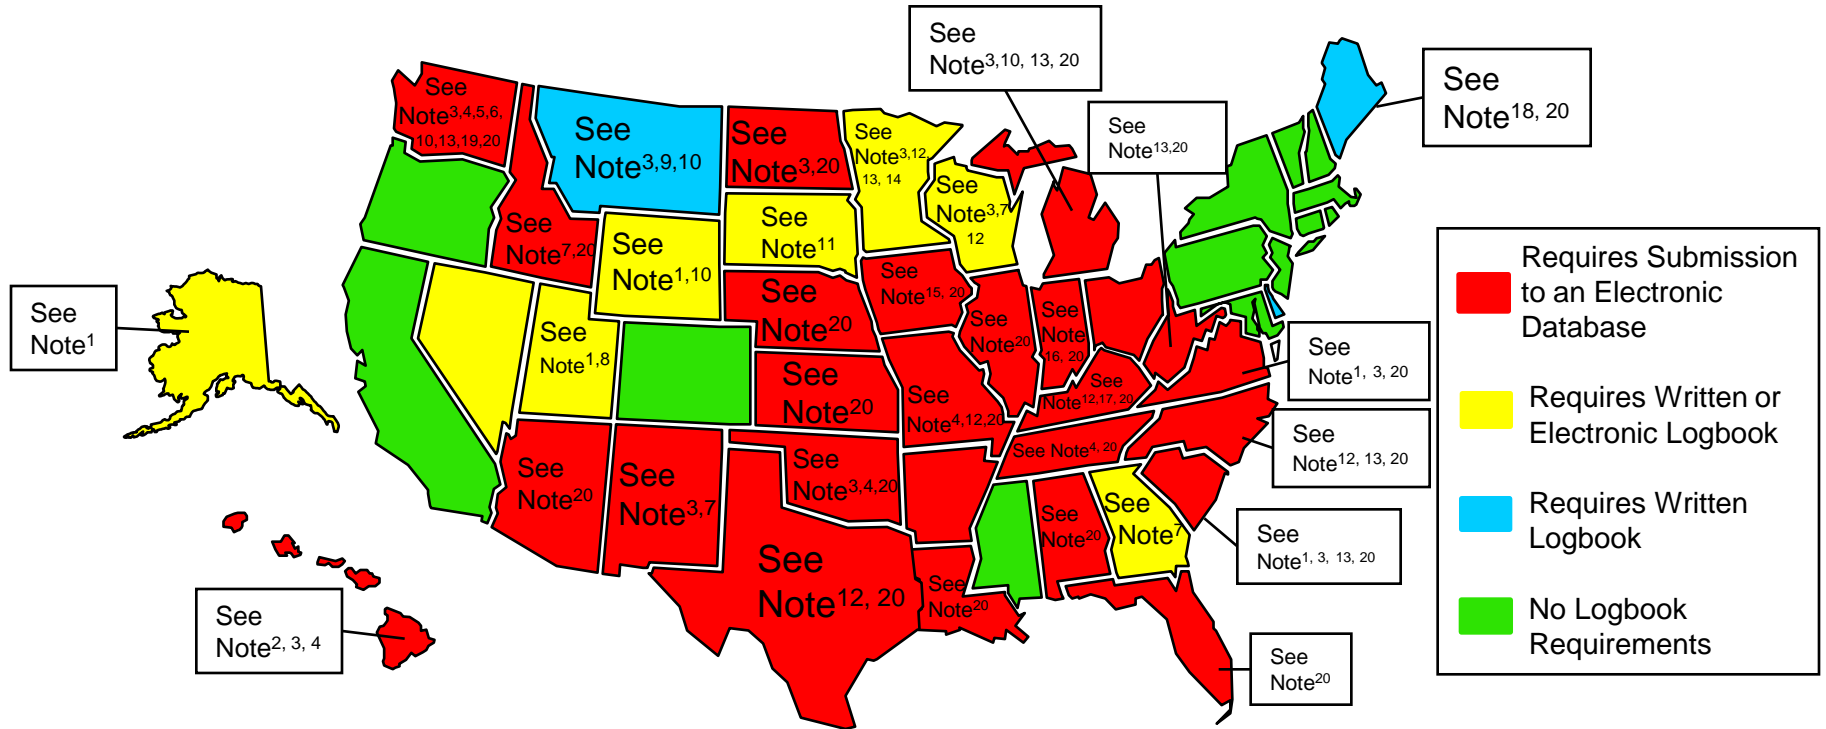 See
Note3,10, 13, 20
See
Note18, 20
See
Note13,20
See
Note3,4,5,6,
10,13,19,20
See
Note3,9,10
See
Note3,20
See
Note3,12,
13, 14
See
Note3,7
12
See
Note7,20
See
Note1,10
See
Note11
See
Note15, 20
See
Note20
See
Note1
See
Note1,8
See
Note20
See
Note
16, 20
See
Note20
See
Note4,12,20
See
Note12,17, 20
See
Note1, 3, 20
See
Note12, 13, 20
See Note4, 20
See
Note20
See
Note3,7
See
Note3,4,20
See
Note12, 20
See
Note20
See
Note20
See
Note7
See
Note1, 3, 13, 20
See
Note2, 3, 4
See
Note20
Requires Submission
to an Electronic
Database
Requires Written or
Electronic Logbook
Requires Written
Logbook
No Logbook
Requirements